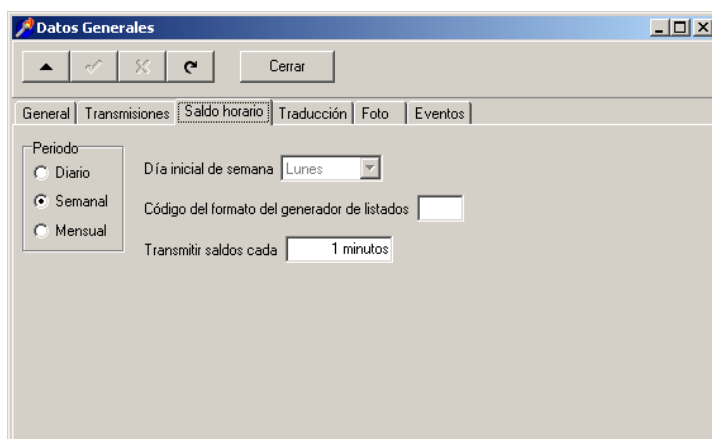 Datos Generales
Cerrar
General Transmisiones Saldo horario Traducción Foto Eventos
Periodo
Diario
Semanal
Mensual
Día inicial de semana Lunes
Código del formato del generador de listados
Transmitir saldos cada 1 minutos